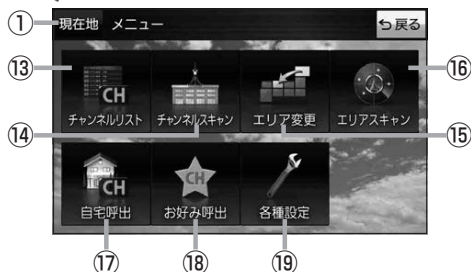 ① 現在地 メニュー 戻る
⑬ ⑯
CH
チャンネルリスト チャンネルスキャン エリア変更 エリアスキャン
⑭ ⑮
CH CH
自宅呼出 お好み呼出 各種設定
⑰ ⑱ ⑲